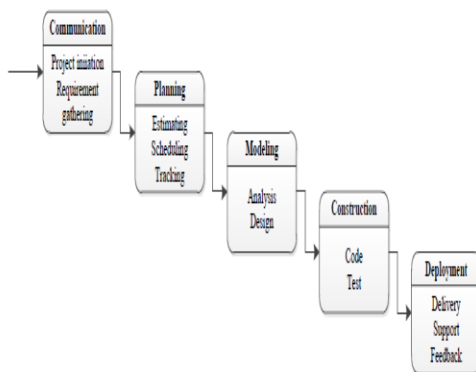 Communication
Project initiation
Requirement
gathering
Planning
Estimating
Scheduling
Tracking
Modeling
Analysis
Design
Construction
Code
Test
Deployment
Delivery
Support
Feedback